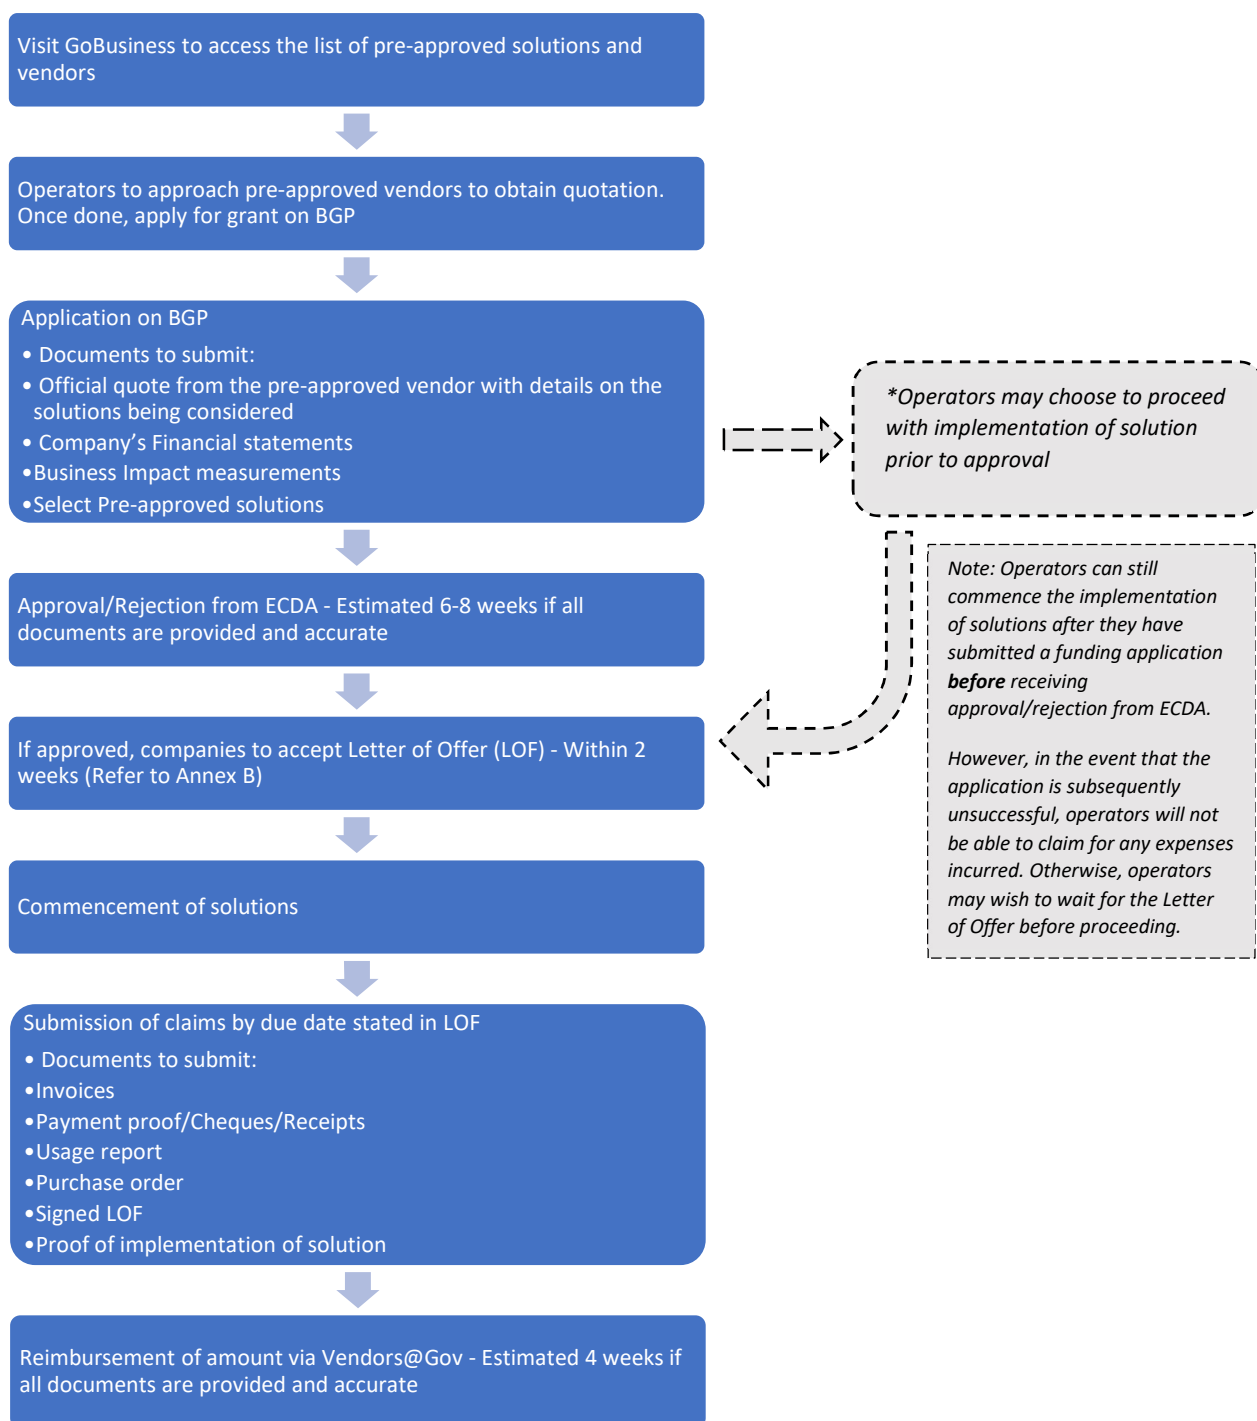 Visit GoBusiness to access the list of pre-approved solutions and
vendors
Operators to approach pre-approved vendors to obtain quotation.
Once done, apply for grant on BGP
Application on BGP
• Documents to submit:
• Official quote from the pre-approved vendor with details on the
solutions being considered
• Company’s Financial statements
•Business Impact measurements
•Select Pre-approved solutions
*Operators may choose to proceed
with implementation of solution
prior to approval
Approval/Rejection from ECDA - Estimated 6-8 weeks if all
documents are provided and accurate
If approved, companies to accept Letter of Offer (LOF) - Within 2
weeks (Refer to Annex B)
Note: Operators can still
commence the implementation
of solutions after they have
submitted a funding application
before receiving
approval/rejection from ECDA.
However, in the event that the
application is subsequently
unsuccessful, operators will not
be able to claim for any expenses
incurred. Otherwise, operators
may wish to wait for the Letter
of Offer before proceeding.
Commencement of solutions
Submission of claims by due date stated in LOF
• Documents to submit:
•Invoices
•Payment proof/Cheques/Receipts
•Usage report
•Purchase order
•Signed LOF
•Proof of implementation of solution
Reimbursement of amount via Vendors@Gov - Estimated 4 weeks if
all documents are provided and accurate